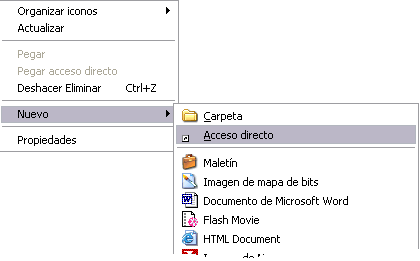 Organizar iconos
Actualizar
Pegar
Pegar acceso directo
Deshacer Eliminar Ctrl+Z
Nuevo
Propiedades
Carpeta
Acceso directo
Maletín
Imagen de mapa de bits
Documento de Microsoft Word
Flash Movie
HTML Document